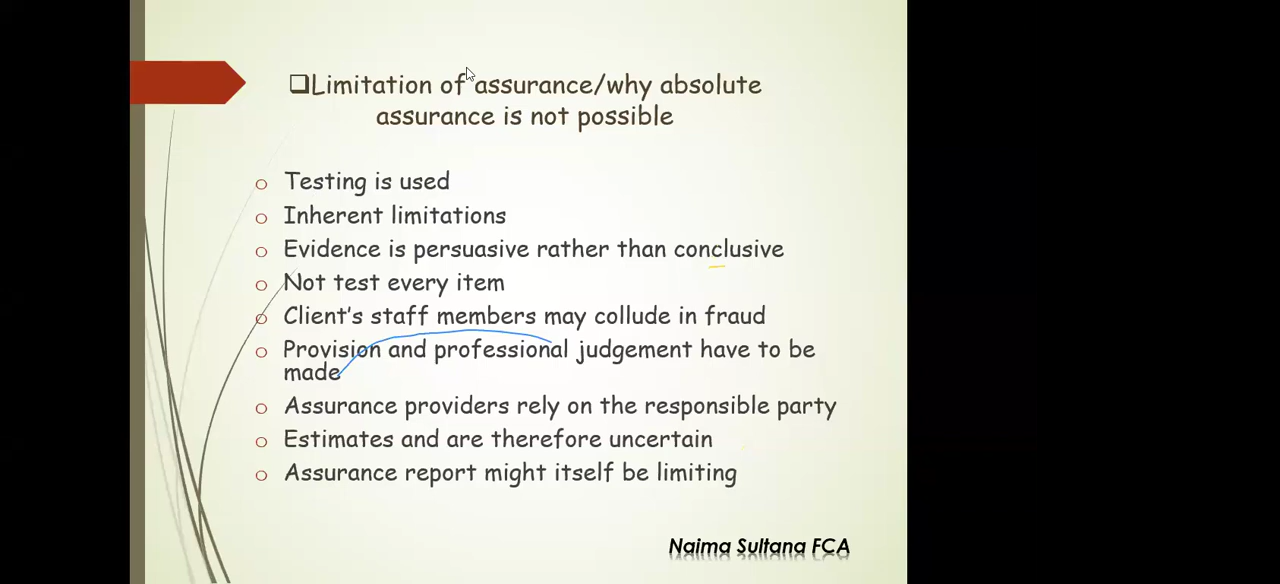 ❑Limitation of assurance/why absolute
assurance is not possible
o Testing is used
o Inherent limitations
o Evidence is persuasive rather than conclusive
o Not test every item
o Client's staff members may collude in fraud
o Provision and professional judgement have to be
made
o Assurance providers rely on the responsible party
o Estimates and are therefore uncertain
o Assurance report might itself be limiting
Naima Sultana FCA